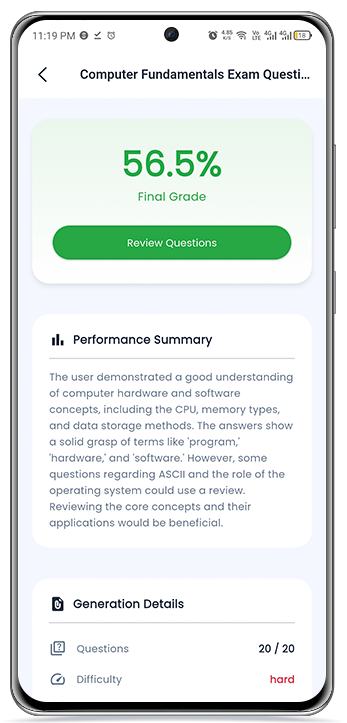 11:19 PM 4.85 K/S Vo LTE 4G 4G 18
Computer Fundamentals Exam Questi...
56.5%
Final Grade
Review Questions
Performance Summary
The user demonstrated a good understanding
of computer hardware and software
concepts, including the CPU, memory types,
and data storage methods. The answers show
a solid grasp of terms like 'program,'
'hardware,' and 'software.' However, some
questions regarding ASCII and the role of the
operating system could use a review.
Reviewing the core concepts and their
applications would be beneficial.
Generation Details
Questions 20 / 20
Difficulty hard